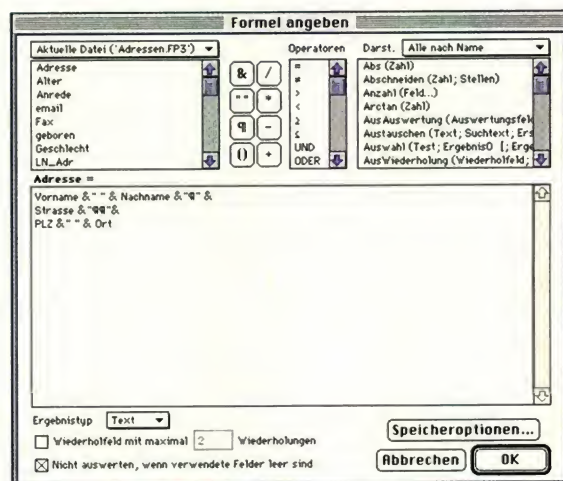 Formel angeben
Aktuelle Datei ('Adressen.FP3')
Adresse
Alter
Anrede
email
Fax
geboren
Geschlecht
LN_Adr
& /
" " *
¶ -
() +
Operatoren
=
≠
>
<
≥
≤
UND
ODER
Darst. Alle nach Name
Abs (Zahl)
Abschneiden (Zahl; Stellen)
Anzahl (Feld...)
Arctan (Zahl)
AusAuswertung (Auswertungsfeld
Austauschen (Text; Suchtext; Ers
Auswahl (Test; Ergebnis0 [; Erge
AusWiederholung (Wiederholfeld;
Adresse =
Vorname &" " & Nachname &"¶" &
Strasse &"¶¶"&
PLZ &" " & Ort
Ergebnistyp Text
Wiederholfeld mit maximal 2 Wiederholungen
Nicht auswerten, wenn verwendete Felder leer sind
Speicheroptionen...
Abbrechen OK